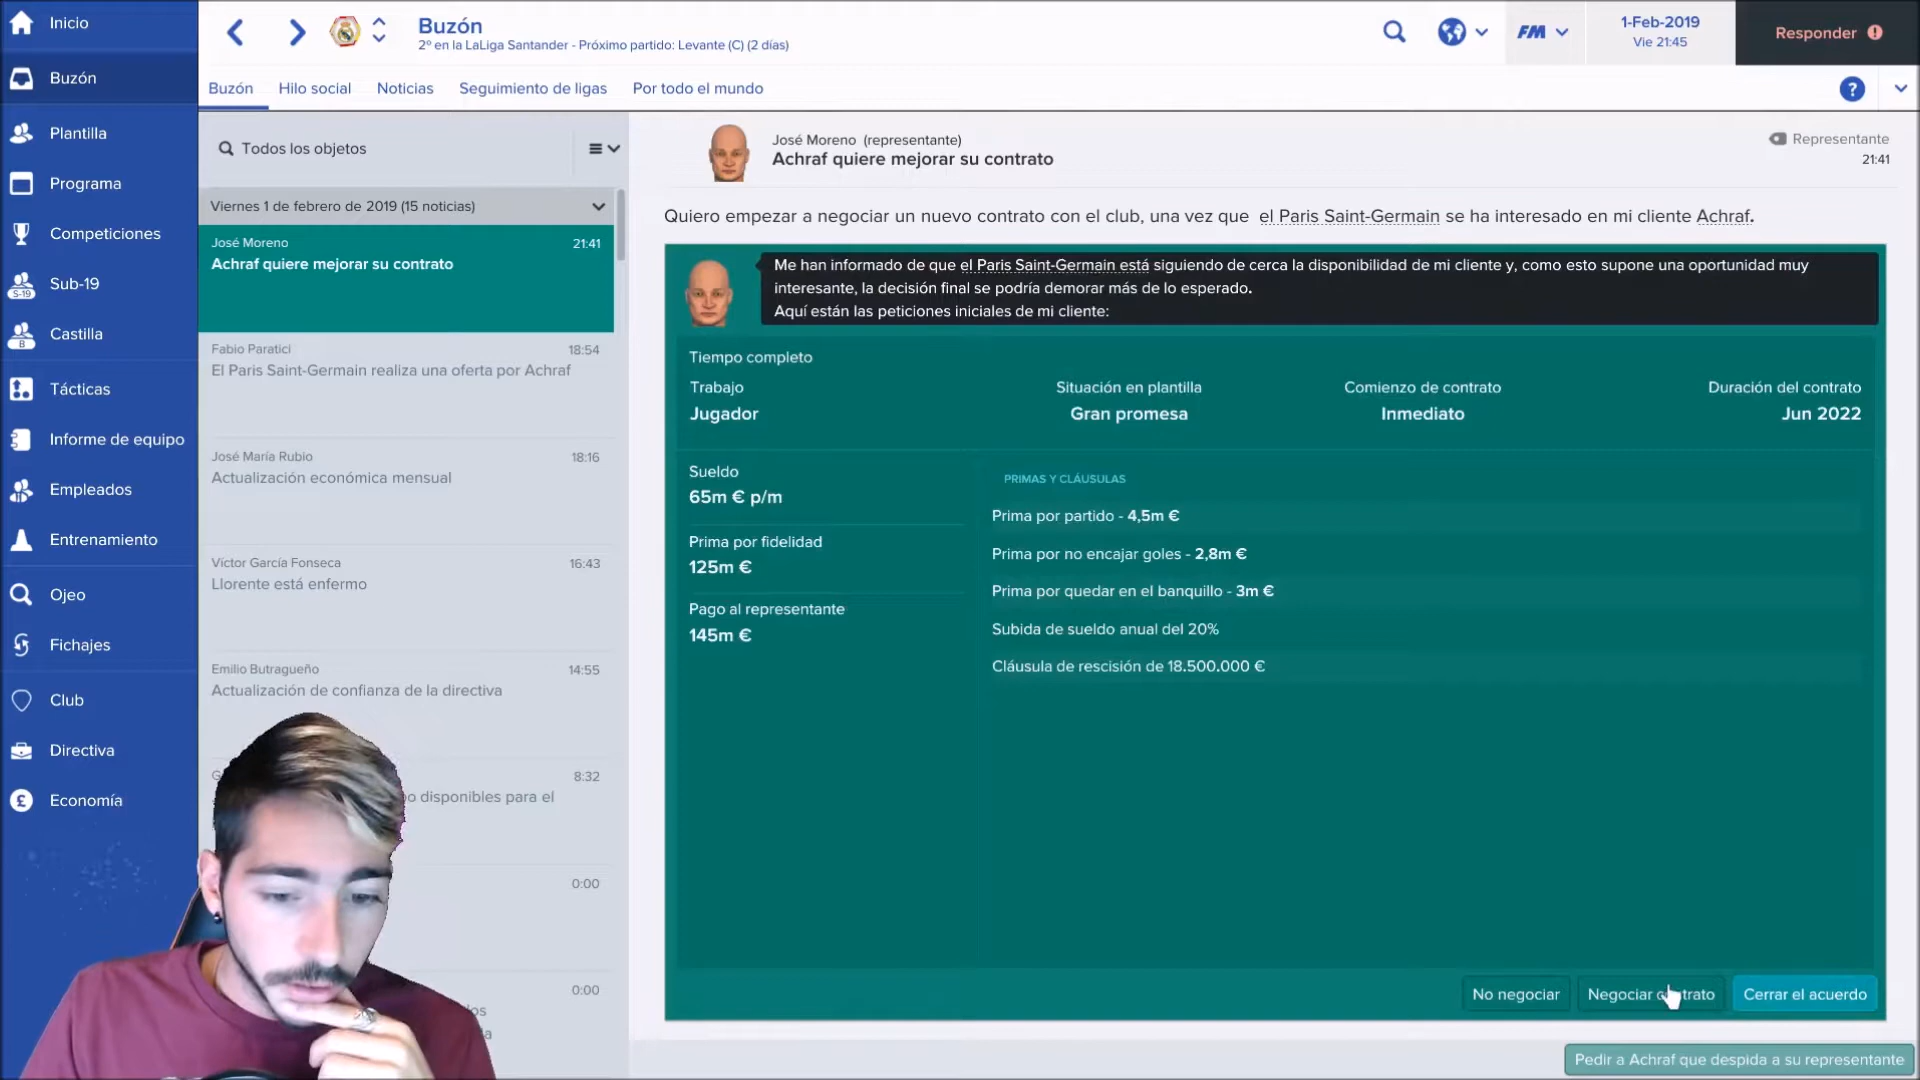 Inicio
Buzón
Plantilla
Programa
Competiciones
S-19
Sub-19
B
Castilla
Tácticas
Informe de equipo
Empleados
Entrenamiento
Ojeo
Fichajes
Club
Directiva
£
Economía
Buzón
2º en la LaLiga Santander - Próximo partido: Levante (C) (2 días)
FM
1-Feb-2019
Vie 21:45
Responder
Buzón
Hilo social
Noticias
Seguimiento de ligas
Por todo el mundo
?
Todos los objetos
Viernes 1 de febrero de 2019 (15 noticias)
José Moreno 21:41
Achraf quiere mejorar su contrato
Fabio Paratici 18:54
El Paris Saint-Germain realiza una oferta por Achraf
José María Rubio 18:16
Actualización económica mensual
Víctor García Fonseca 16:43
Llorente está enfermo
Emilio Butragueño 14:55
Actualización de confianza de la directiva
8:32
disponibles para el
0:00
0:00
José Moreno (representante)
Achraf quiere mejorar su contrato
Representante
21:41
Quiero empezar a negociar un nuevo contrato con el club, una vez que el Paris Saint-Germain se ha interesado en mi cliente Achraf.
Me han informado de que el Paris Saint-Germain está siguiendo de cerca la disponibilidad de mi cliente y, como esto supone una oportunidad muy
interesante, la decisión final se podría demorar más de lo esperado.
Aquí están las peticiones iniciales de mi cliente:
Tiempo completo
Trabajo
Jugador
Situación en plantilla
Gran promesa
Comienzo de contrato
Inmediato
Duración del contrato
Jun 2022
Sueldo
65m € p/m
Prima por fidelidad
125m €
Pago al representante
145m €
PRIMAS Y CLÁUSULAS
Prima por partido - 4,5m €
Prima por no encajar goles - 2,8m €
Prima por quedar en el banquillo - 3m €
Subida de sueldo anual del 20%
Cláusula de rescisión de 18.500.000 €
No negociar
Negociar contrato
Cerrar el acuerdo
Pedir a Achraf que despida a su representante